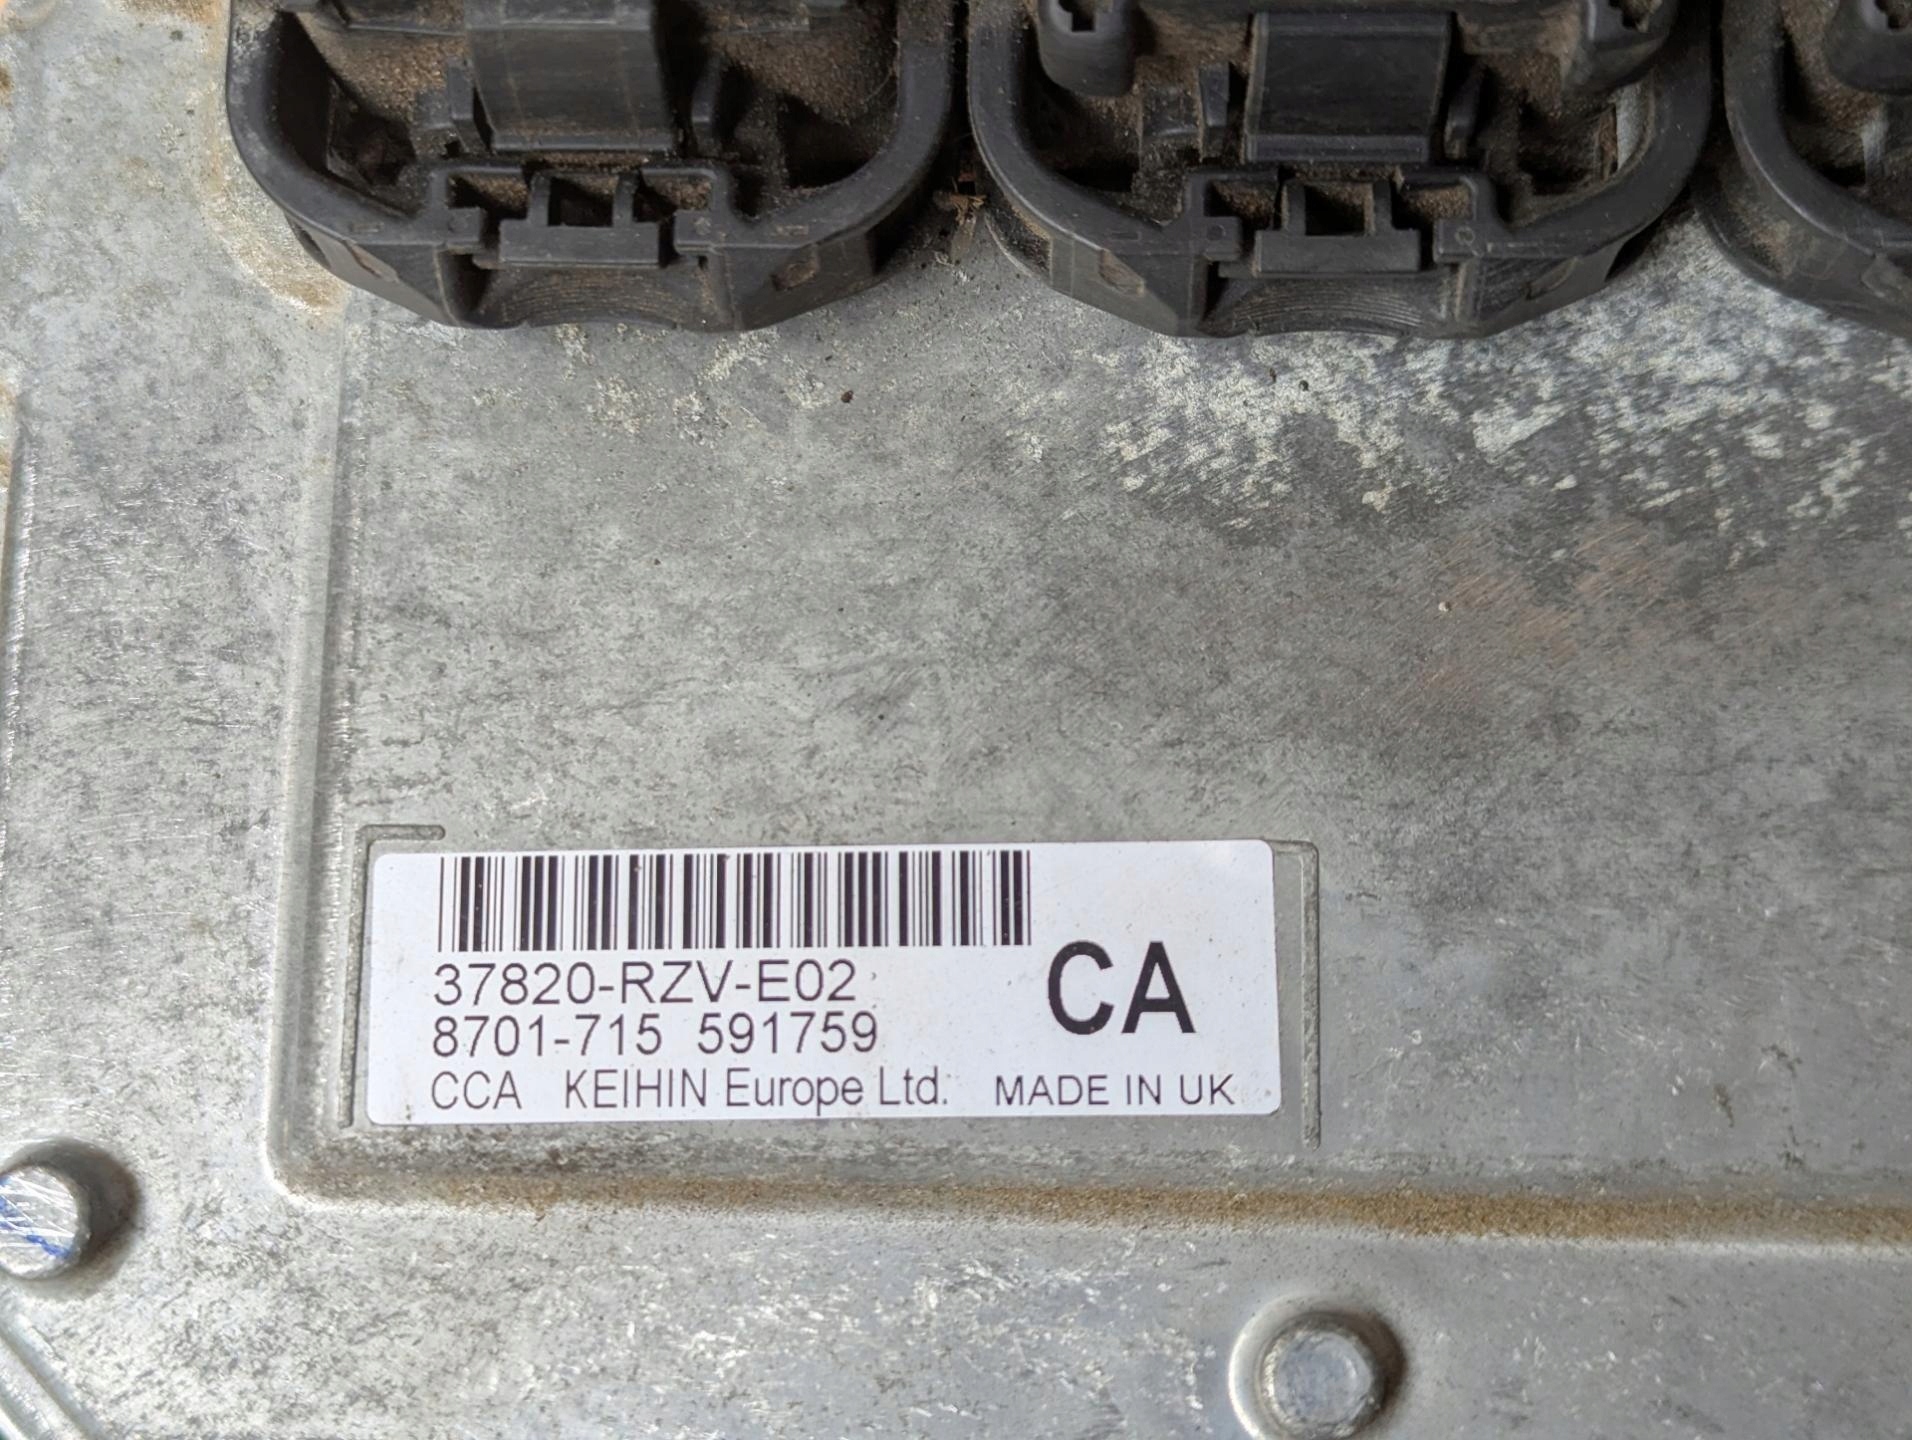 37820-RZV-E02
CA
8701-715 591759
CCA KEIHIN Europe Ltd. MADE IN UK